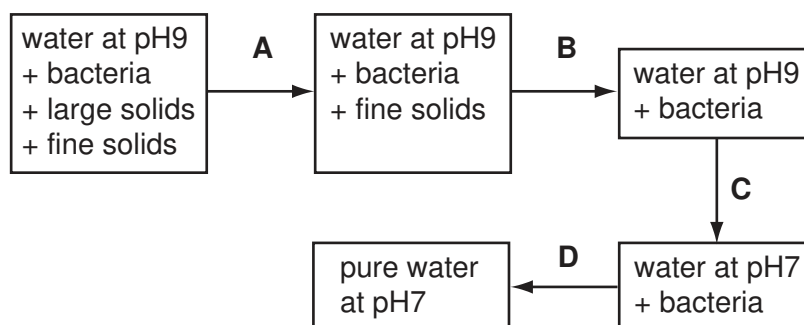 water at pH9
+ bacteria
+ large solids
+ fine solids
A
water at pH9
+ bacteria
+ fine solids
B
water at pH9
+ bacteria
C
water at pH7
+ bacteria
D
pure water
at pH7